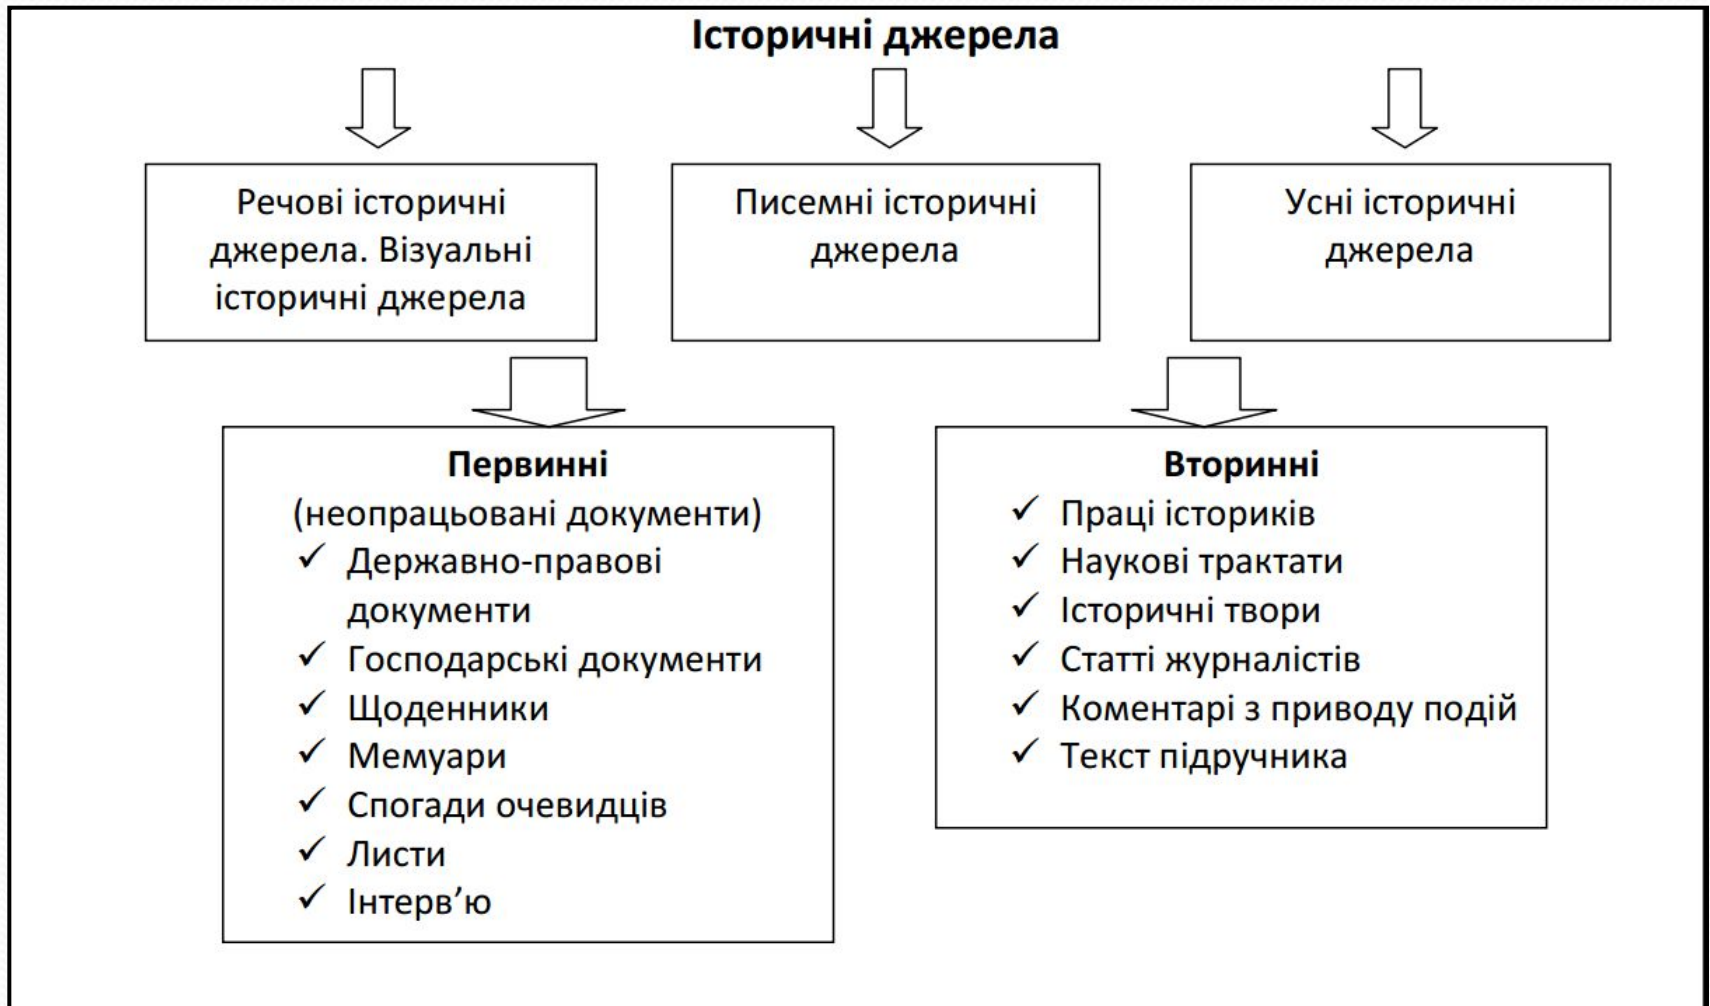 Історичні джерела
Речові історичні
джерела. Візуальні
історичні джерела
Писемні історичні
джерела
Усні історичні
джерела
Первинні
(неопрацьовані документи)
✓ Державно-правові
документи
✓ Господарські документи
✓ Щоденники
✓ Мемуари
✓ Спогади очевидців
✓ Листи
✓ Інтерв’ю
Вторинні
✓ Праці істориків
✓ Наукові трактати
✓ Історичні твори
✓ Статті журналістів
✓ Коментарі з приводу подій
✓ Текст підручника